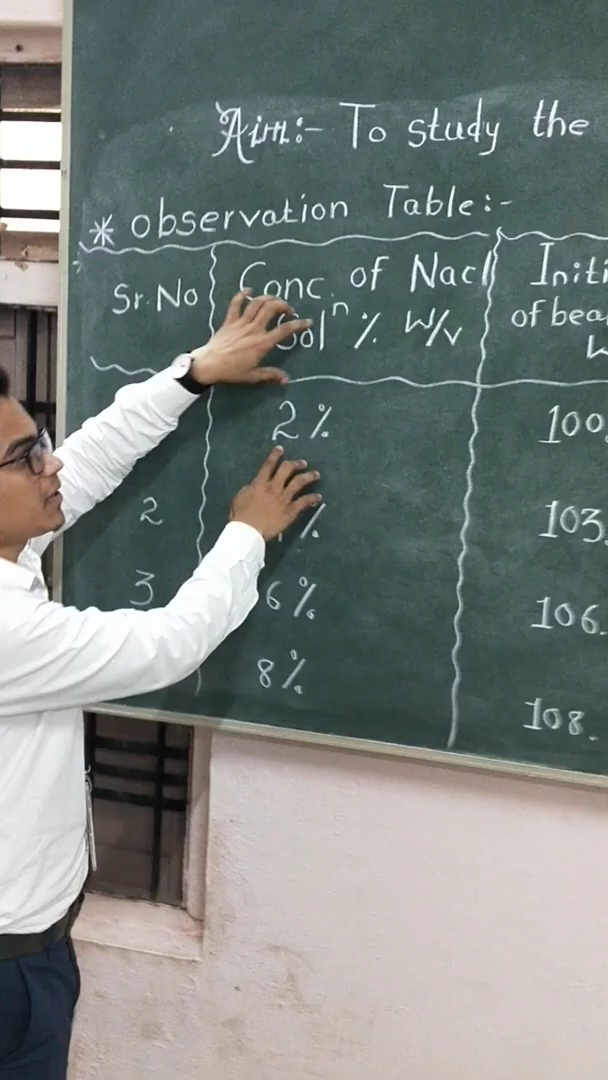 Aim:- To study the
* observation Table:-
Sr. No Conc. of Nacl Soln % W/v Initi of bea W
2% 100.
2 % 103.
3 6% 106.
8% 108.